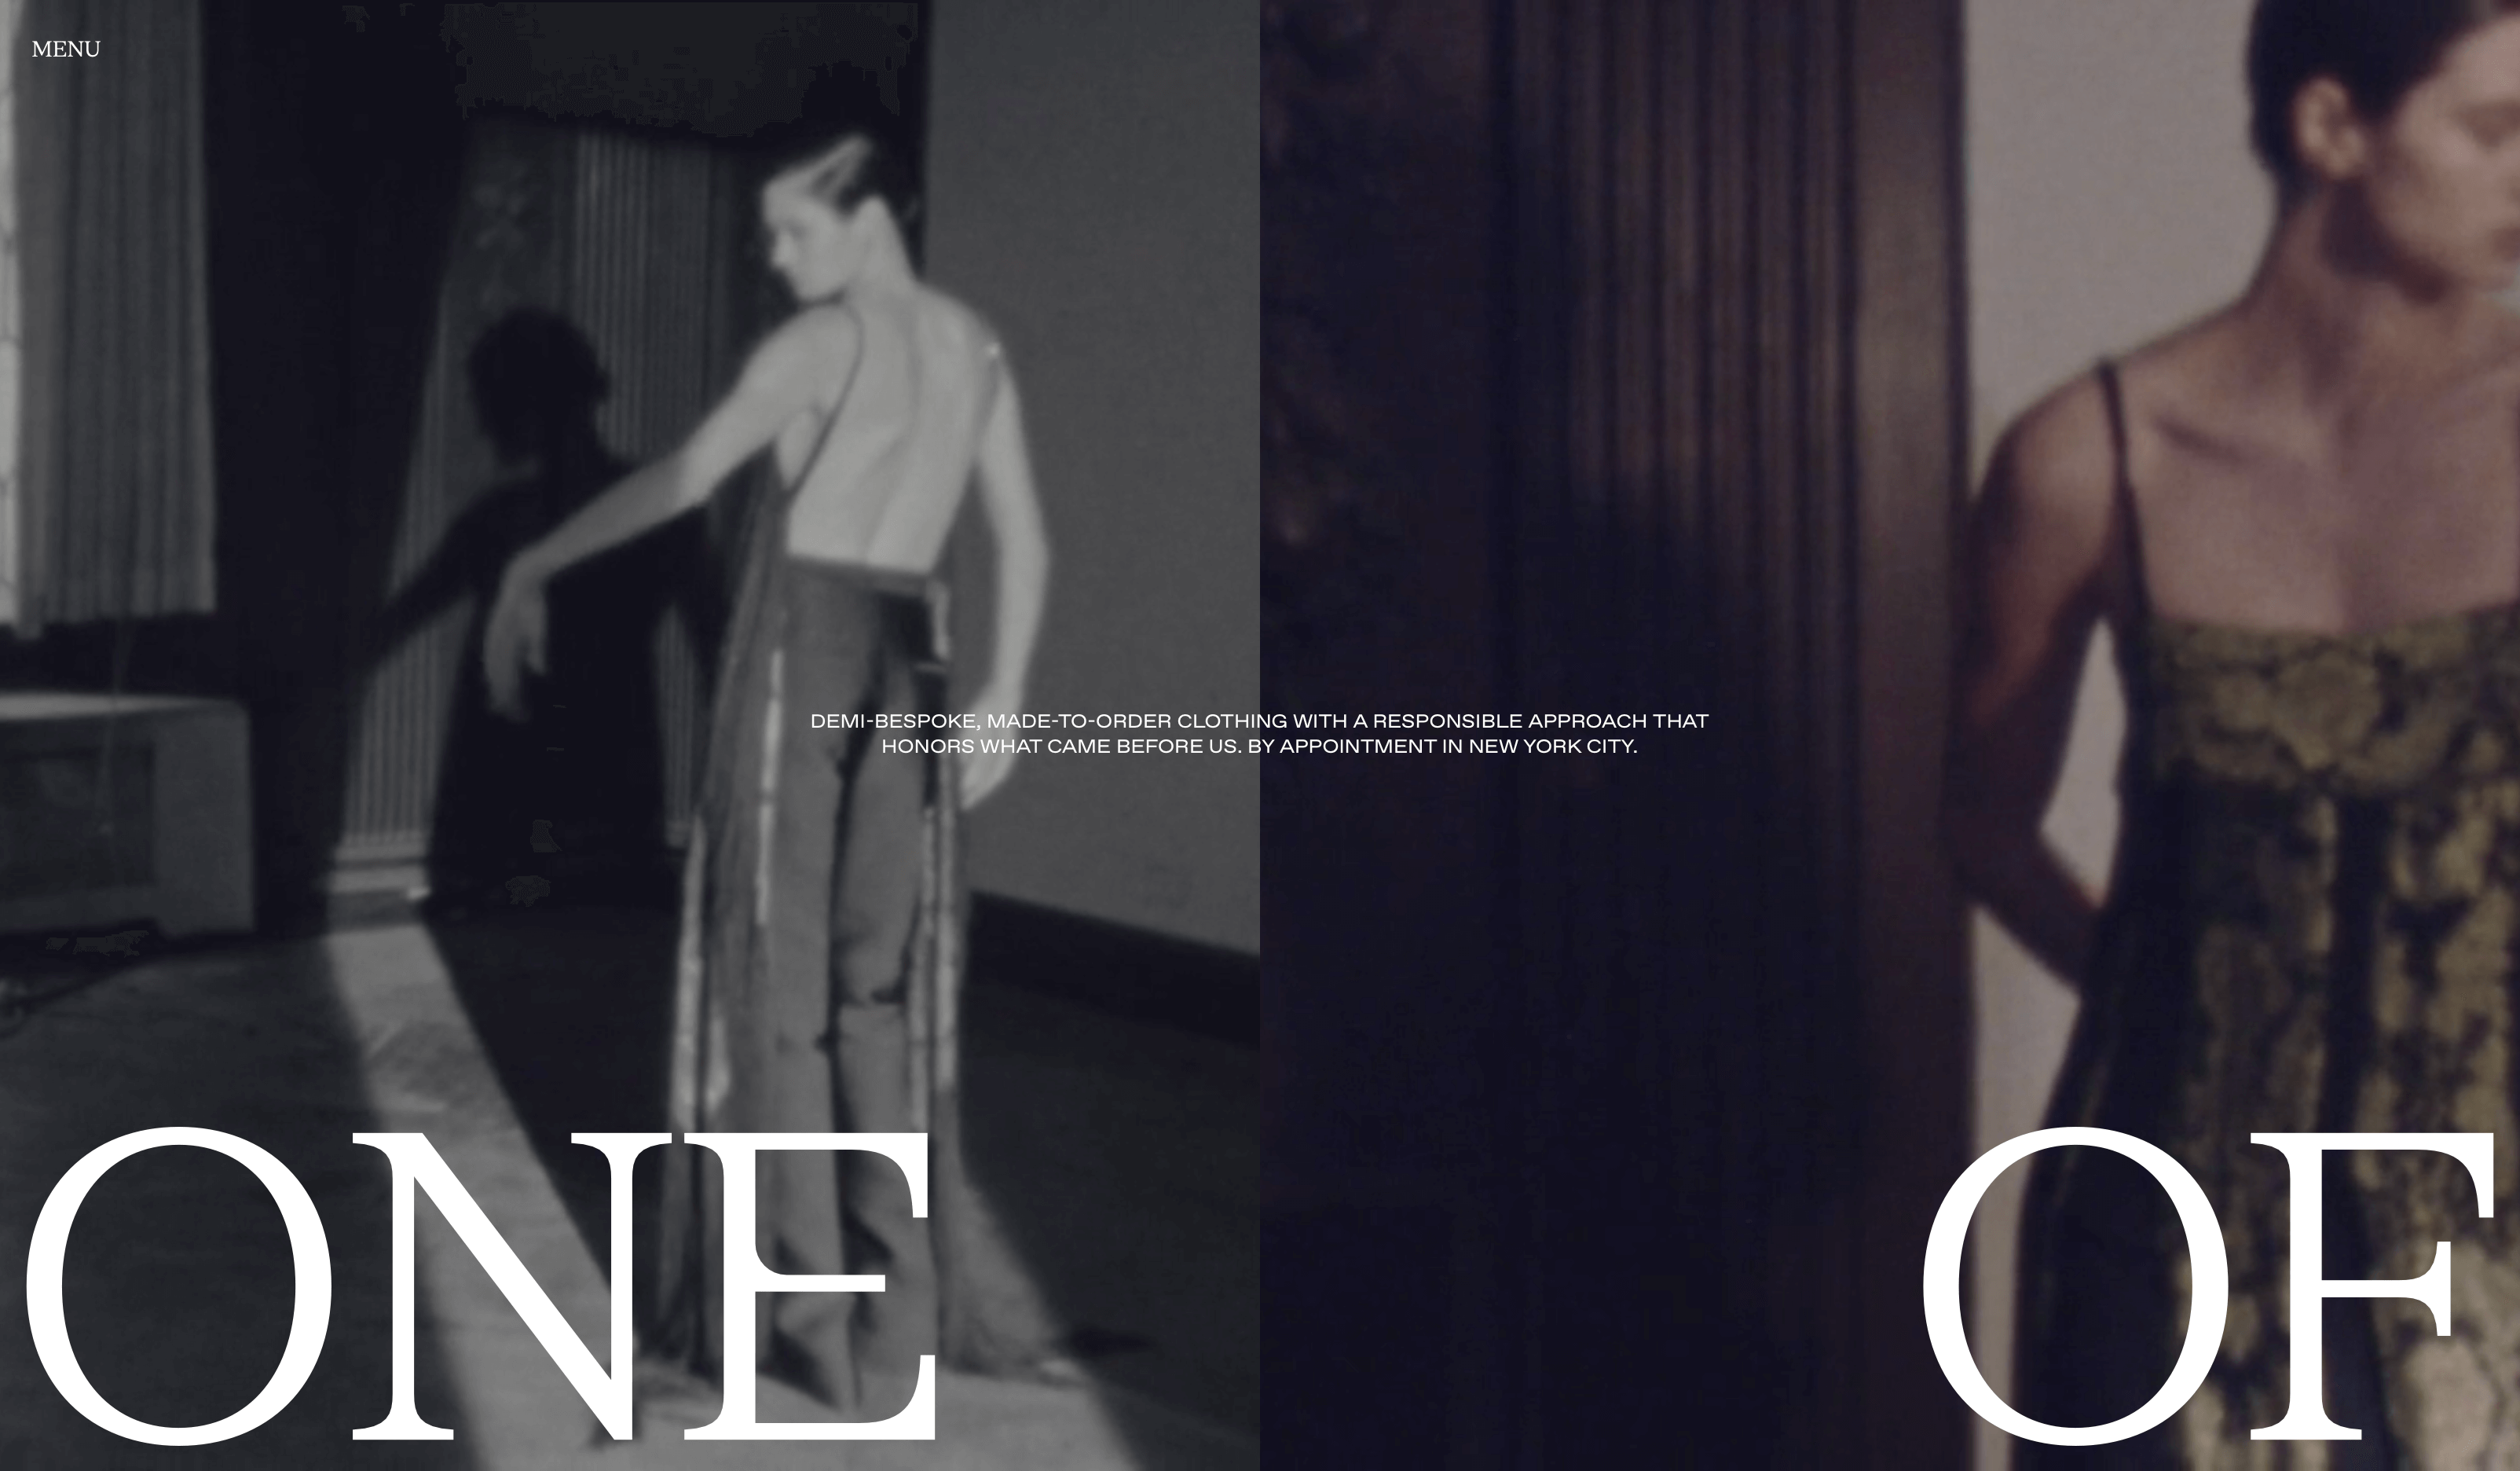 MENU
DEMI-BESPOKE, MADE-TO-ORDER CLOTHING WITH A RESPONSIBLE APPROACH THAT
HONORS WHAT CAME BEFORE US. BY APPOINTMENT IN NEW YORK CITY.
ONE OF